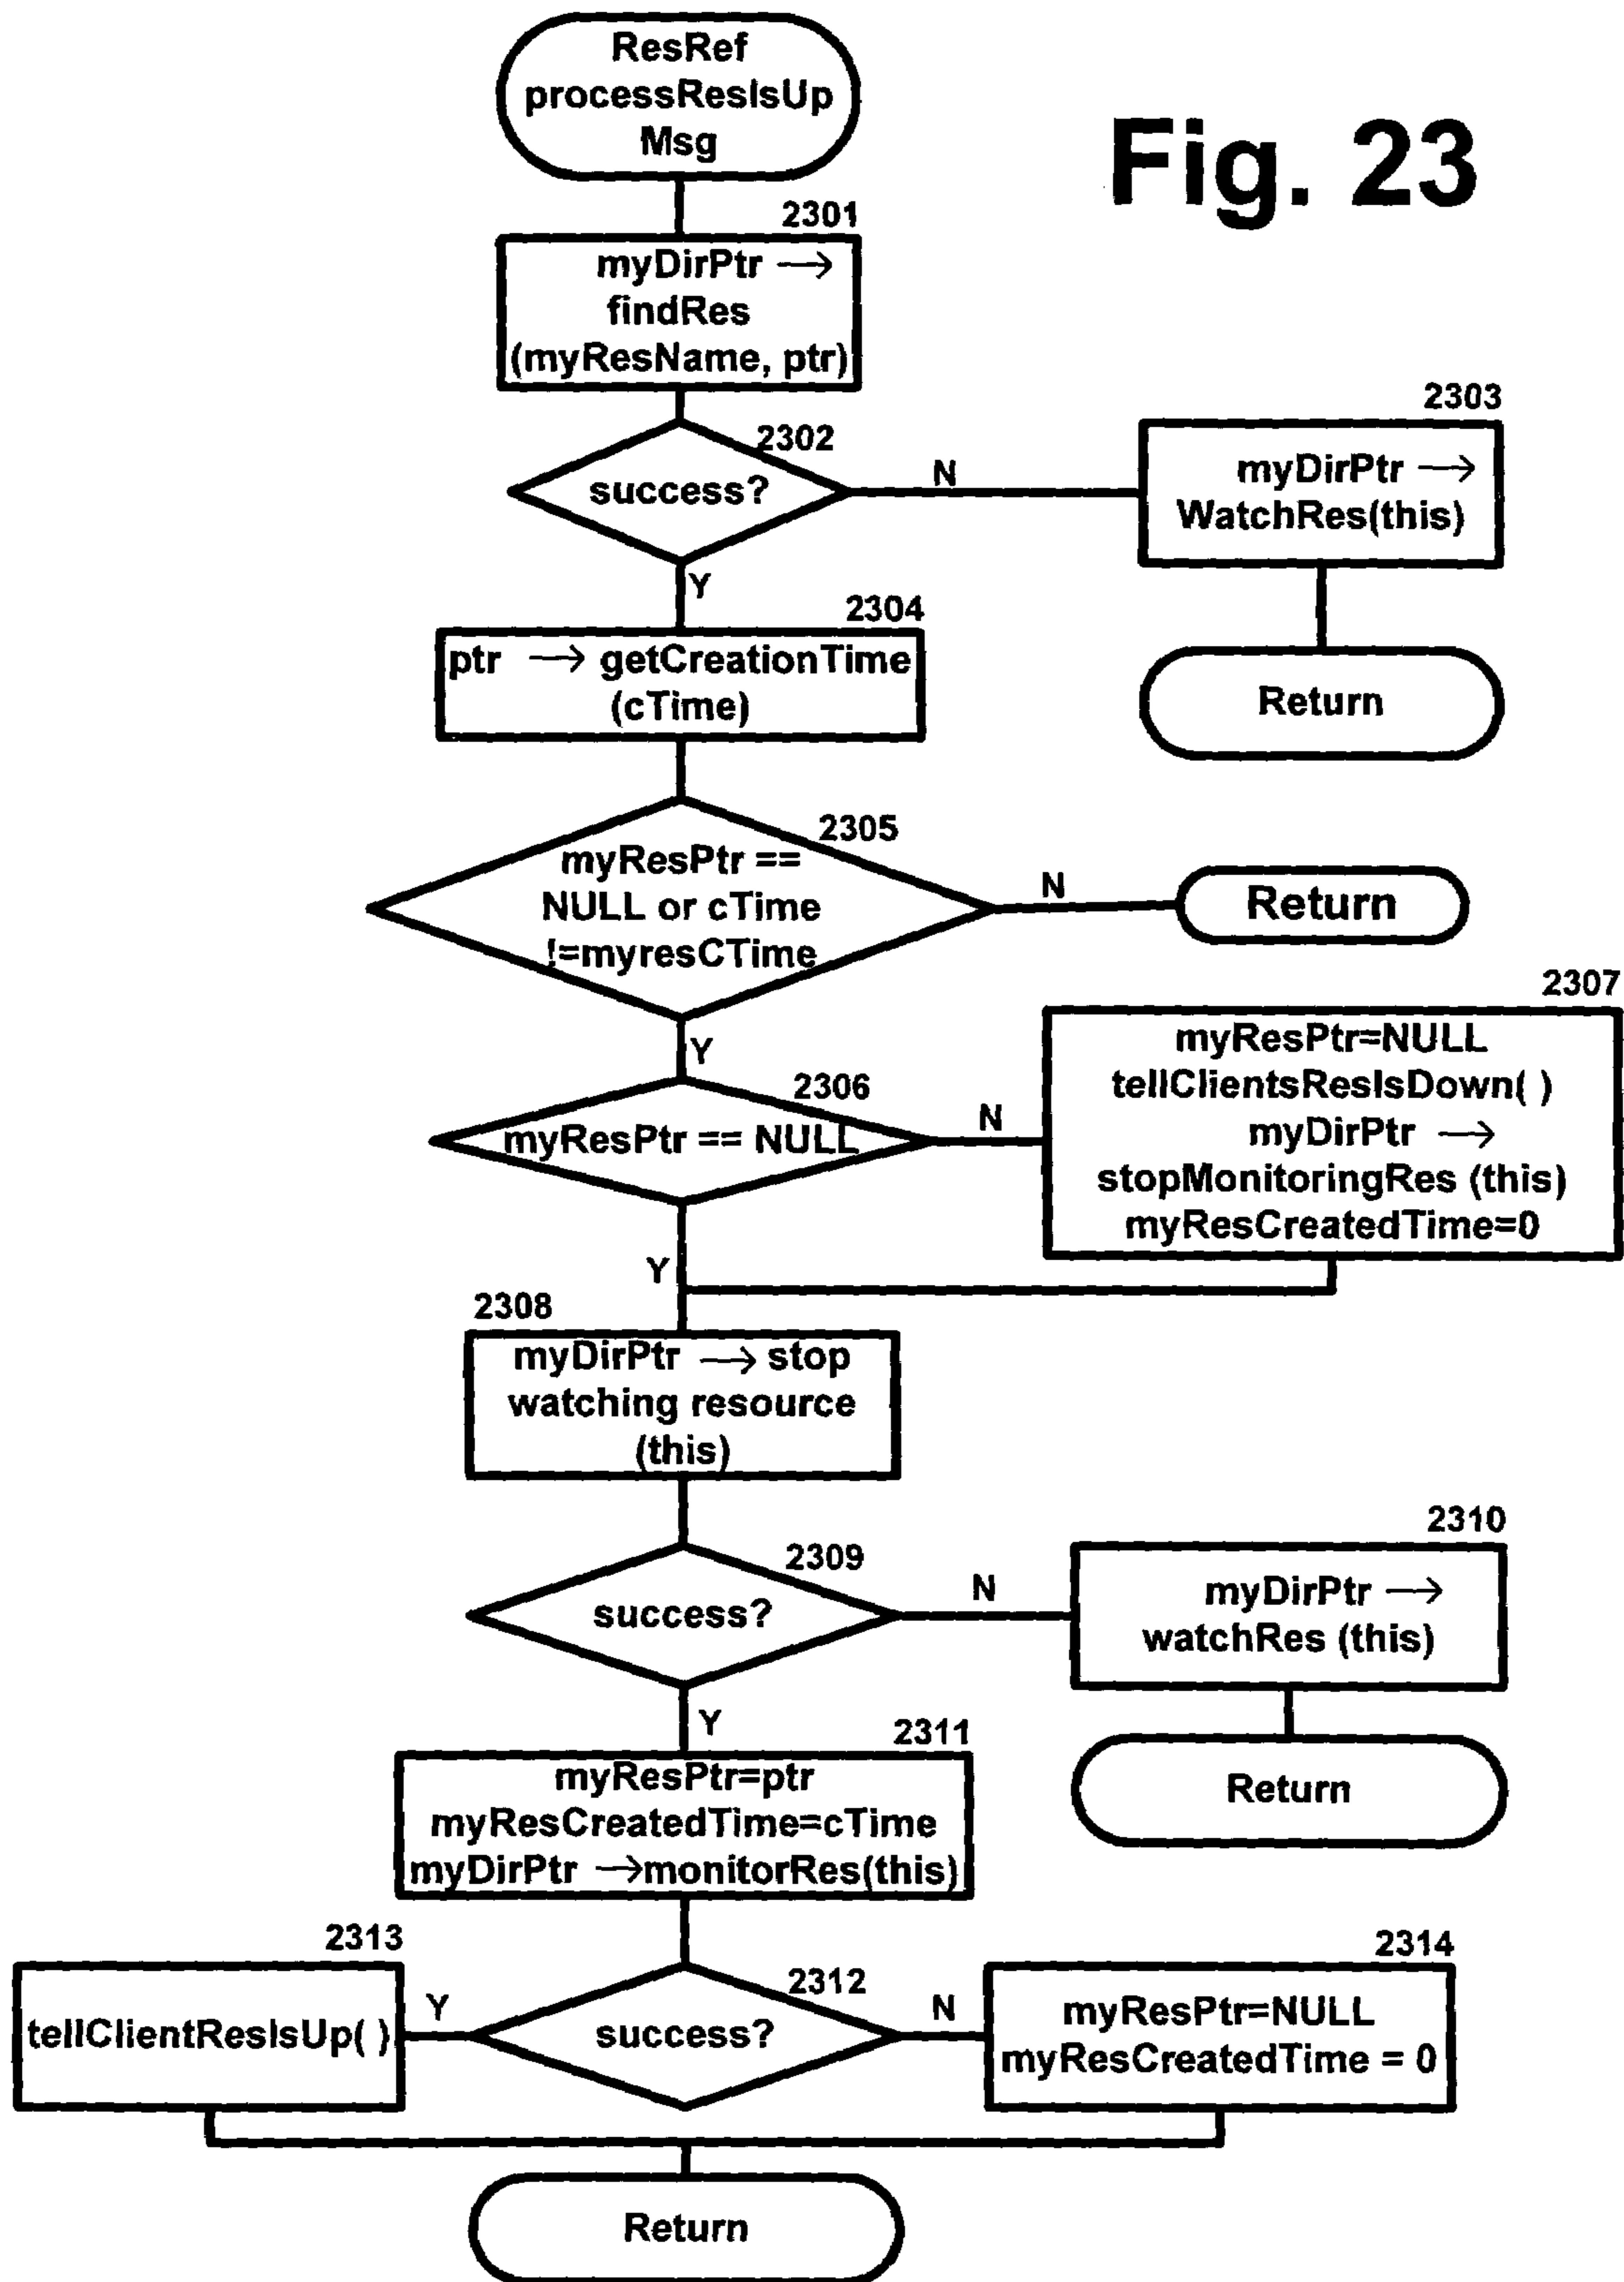 ResRef
processResIsUp
Msg
Fig. 23
2301
myDirPtr →
findRes
(myResName, ptr)
2302
success?
N
2303
myDirPtr →
WatchRes(this)
Return
Y
2304
ptr → getCreationTime
(cTime)
2305
myResPtr ==
NULL or cTime
!=myresCTime
N
Return
Y
2306
myResPtr == NULL
N
2307
myResPtr=NULL
tellClientsResIsDown( )
myDirPtr →
stopMonitoringRes (this)
myResCreatedTime=0
Y
2308
myDirPtr → stop
watching resource
(this)
2309
success?
N
2310
myDirPtr →
watchRes (this)
Return
Y
2311
myResPtr=ptr
myResCreatedTime=cTime
myDirPtr →monitorRes(this)
2312
success?
Y
2313
tellClientResIsUp( )
N
2314
myResPtr=NULL
myResCreatedTime = 0
Return